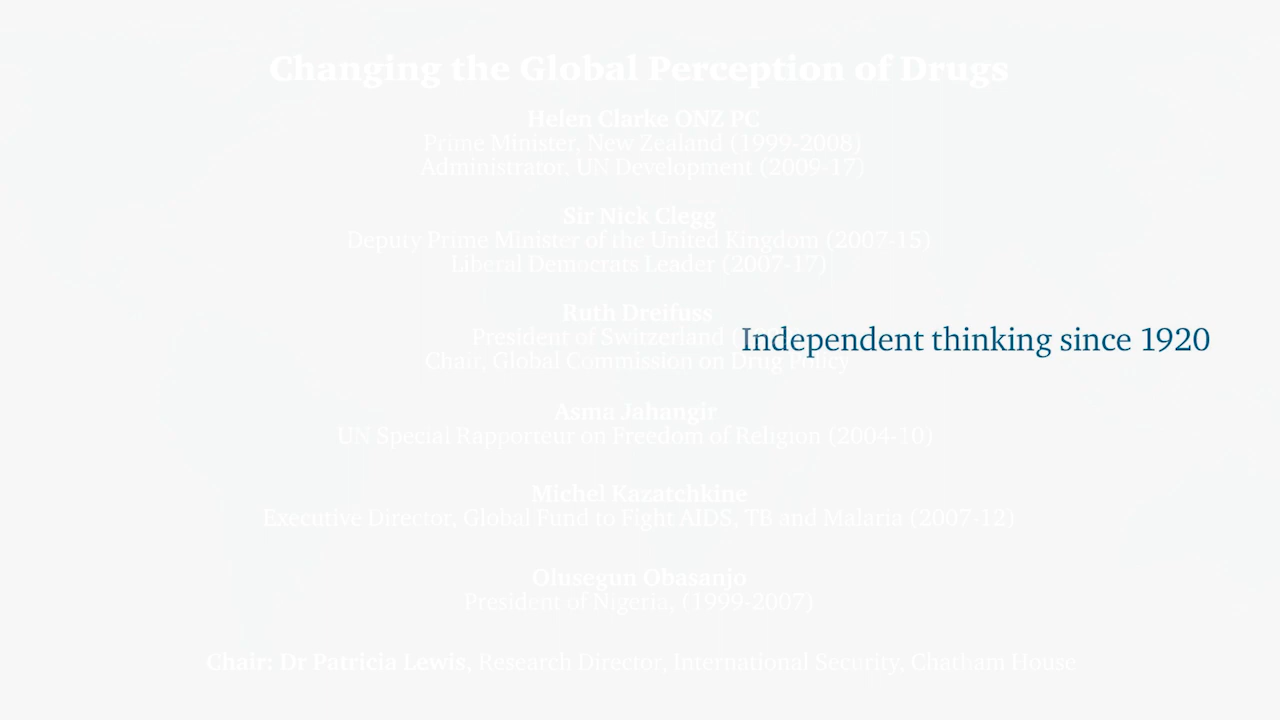 Changing the Global Perception of Drugs
Helen Clarke ONZ PC
Prime Minister, New Zealand (1999-2008)
Administrator, UN Development (2009-17)
Sir Nick Clegg
Deputy Prime Minister of the United Kingdom (2007-15)
Liberal Democrats Leader (2007-17)
Ruth Dreifuss
President of Switzerland
Independent thinking since 1920
Chair, Global Commission on Drug Policy
Asma Jahangir
UN Special Rapporteur on Freedom of Religion (2004-10)
Michel Kazatchkine
Executive Director, Global Fund to Fight AIDS, TB and Malaria (2007-12)
Olusegun Obasanjo
President of Nigeria, (1999-2007)
Chair: Dr Patricia Lewis, Research Director, International Security, Chatham House